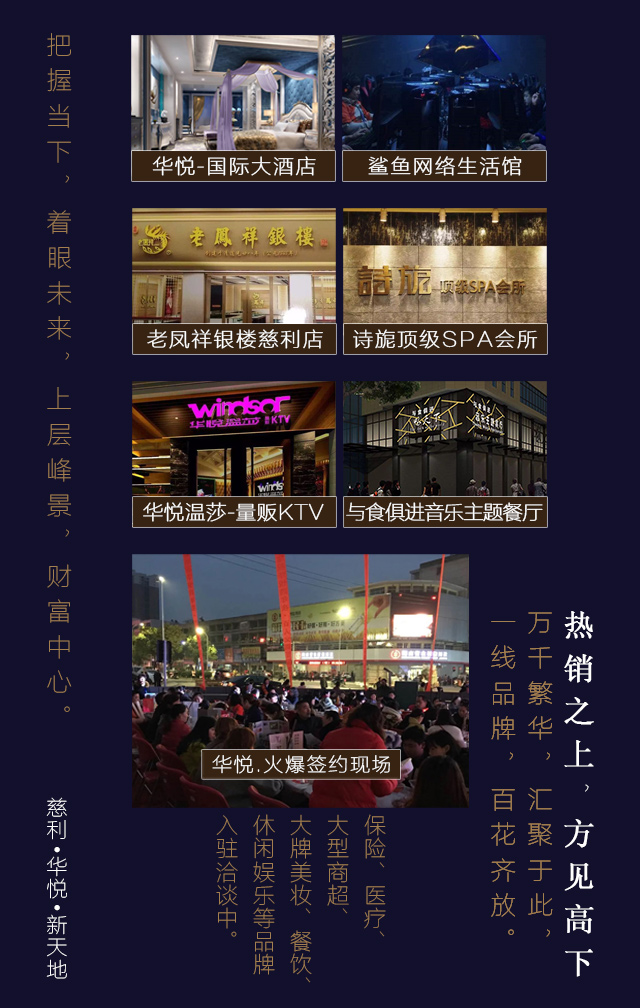 把握当下，着眼未来，上层峰景，财富中心。
慈利·华悦·新天地
华悦-国际大酒店
鲨鱼网络生活馆
老鳳祥銀樓
老凤祥银楼慈利店
詩旎 顶级SPA会所
诗旎顶级SPA会所
windsor
KTV
winds
华悦温莎-量贩KTV
与食俱进音乐主题餐厅
华悦.火爆签约现场
热销之上，方见高下
万千繁华，汇聚于此，
一线品牌，百花齐放。
保险、医疗、
大型商超、
大牌美妆、餐饮、
休闲娱乐等品牌
入驻洽谈中。